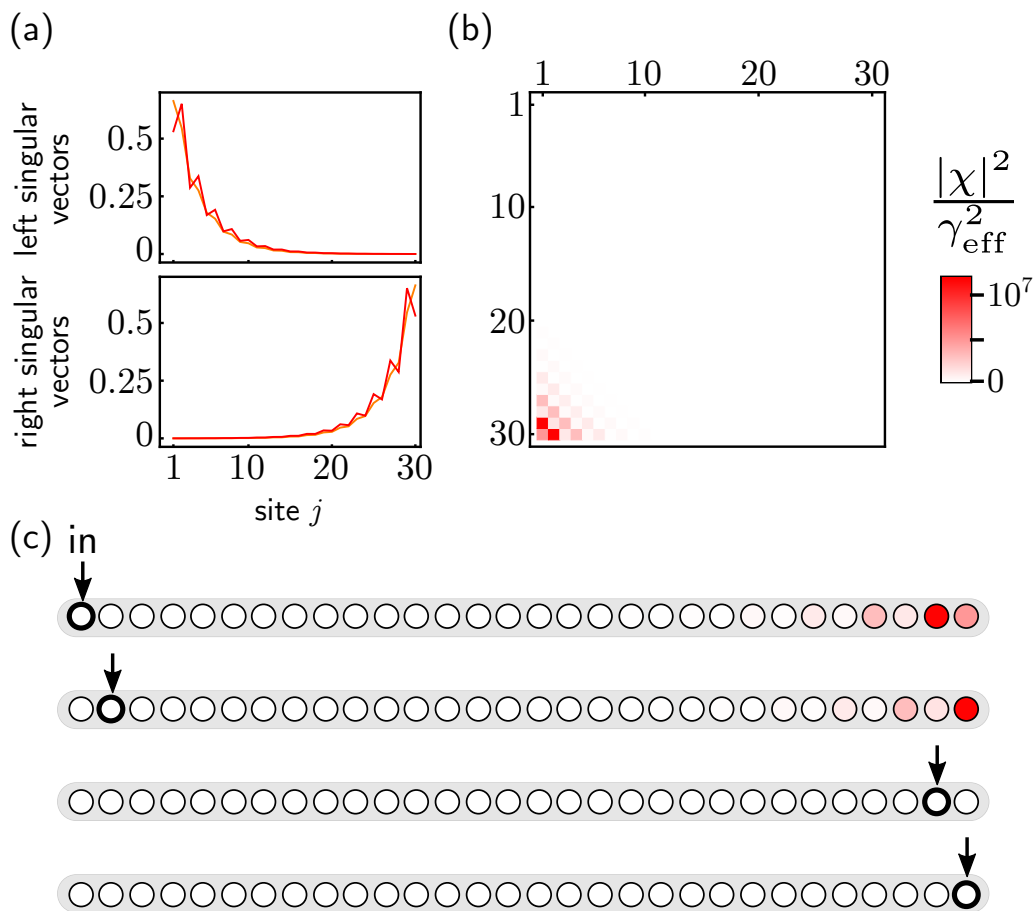 (a)
left singular
vectors
0.5
0.25
0
right singular
vectors
0.5
0.25
0
1 10 20 30
site j
(b)
1 10 20 30
1
10
20
30
|χ|²
γ²eff
10⁷
0
(c)
in